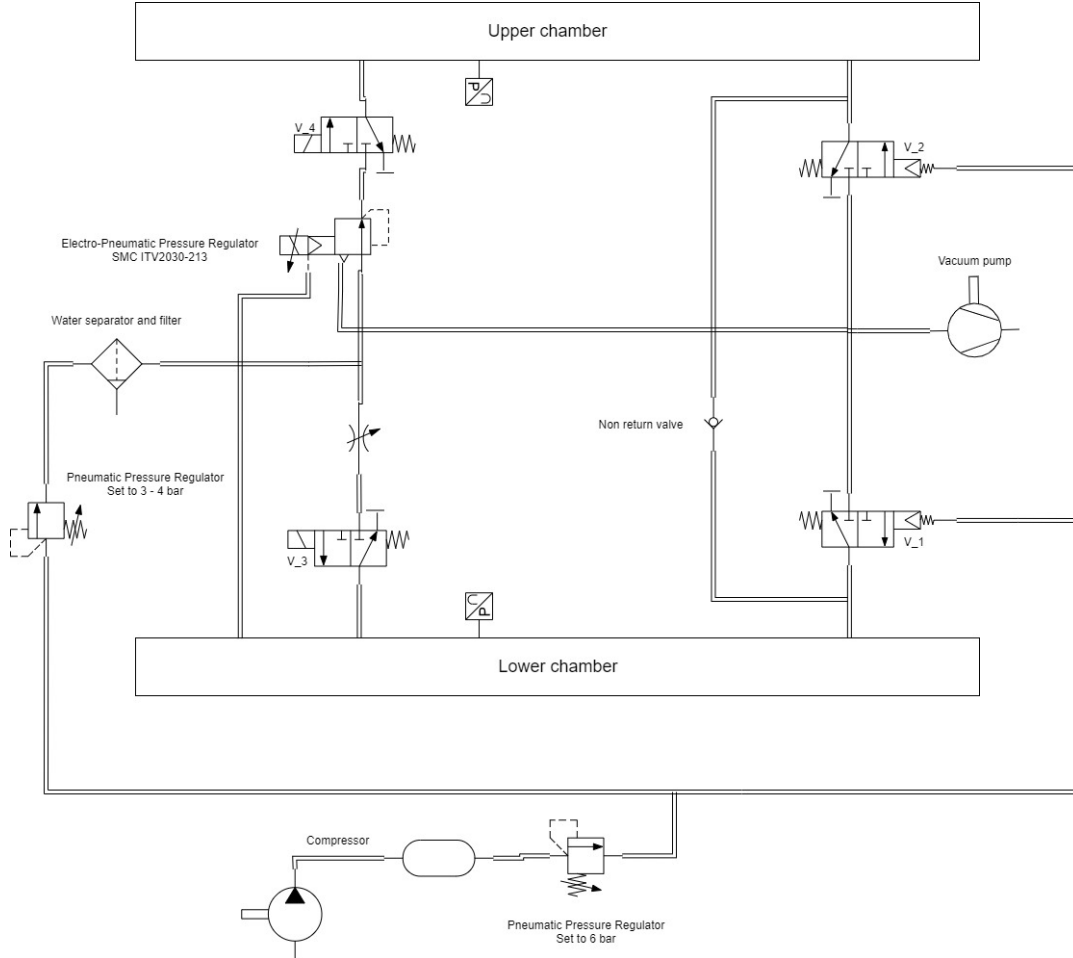 Upper chamber
U
P
V_4
V_2
Electro-Pneumatic Pressure Regulator
SMC ITV2030-213
Vacuum pump
Water separator and filter
Non return valve
Pneumatic Pressure Regulator
Set to 3 - 4 bar
V_3
V_1
U
P
Lower chamber
Compressor
Pneumatic Pressure Regulator
Set to 6 bar